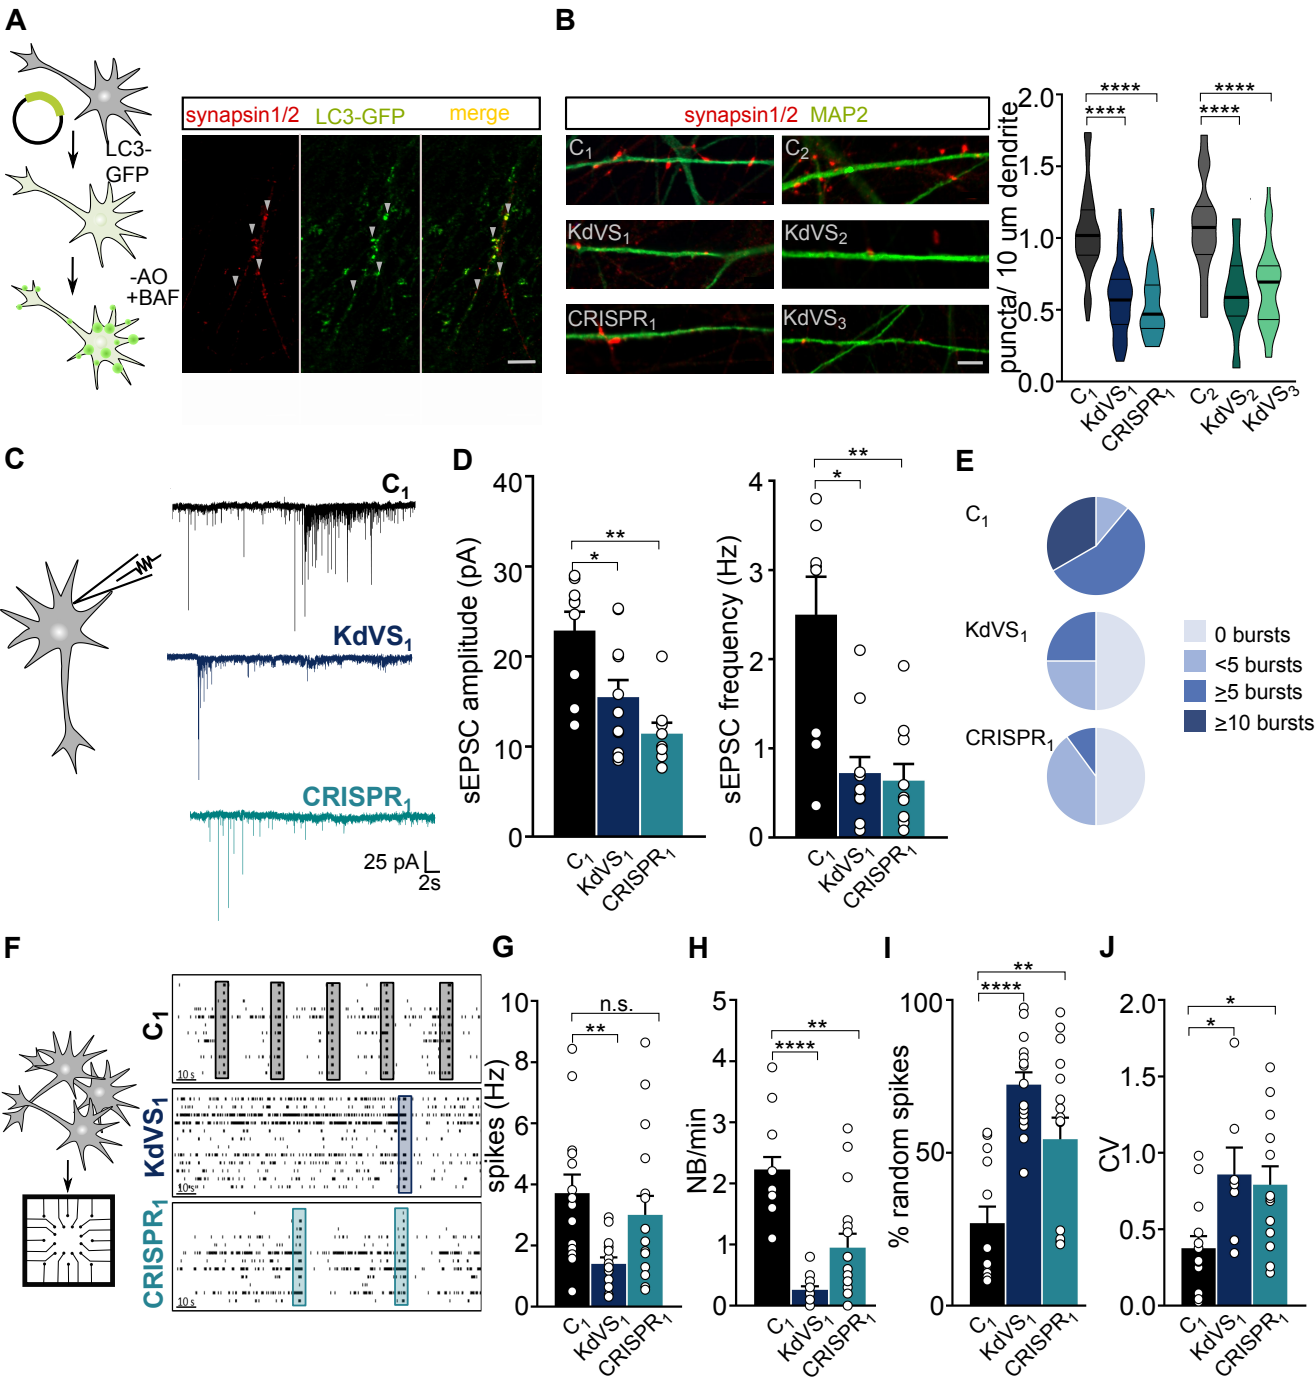 A
LC3-
GFP
-AO
+BAF
synapsin1/2 LC3-GFP merge
B
synapsin1/2 MAP2
C1
C2
KdVS1
KdVS2
CRISPR1
KdVS3
puncta/ 10 um dendrite
2.0
1.5
1.0
0.5
0.0
****
****
****
****
C1
KdVS1
CRISPR1
C2
KdVS2
KdVS3
C
C1
KdVS1
CRISPR1
25 pA
2s
D
sEPSC amplitude (pA)
40
30
20
10
0
**
*
C1
KdVS1
CRISPR1
sEPSC frequency (Hz)
4
3
2
1
0
**
*
C1
KdVS1
CRISPR1
E
C1
KdVS1
CRISPR1
0 bursts
<5 bursts
≥5 bursts
≥10 bursts
F
C1
10 s
KdVS1
10 s
CRISPR1
10 s
G
spikes (Hz)
10
8
6
4
2
0
n.s.
**
C1
KdVS1
CRISPR1
H
NB/min
5
4
3
2
1
0
**
****
C1
KdVS1
CRISPR1
I
% random spikes
100
50
0
**
****
C1
KdVS1
CRISPR1
J
CV
2.0
1.5
1.0
0.5
0.0
*
*
C1
KdVS1
CRISPR1